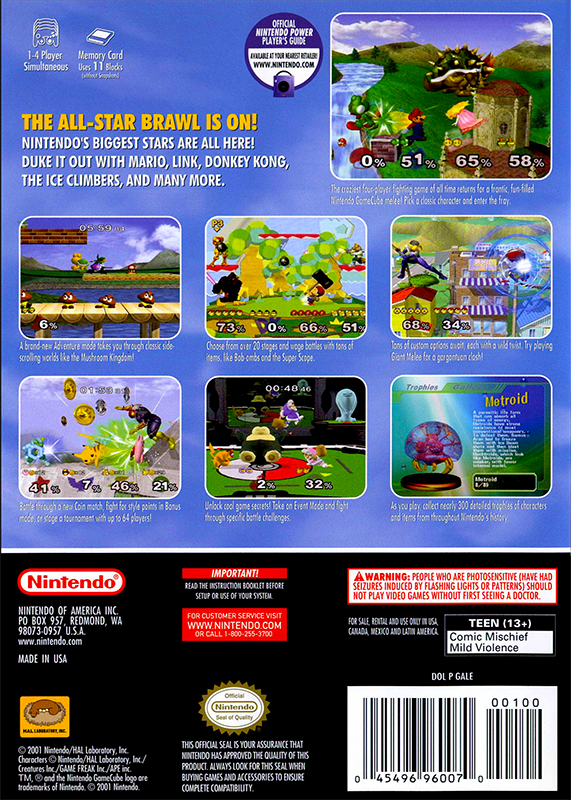 1-4 Player
Simultaneous
Memory Card
Uses 11 Blocks
(without Snapshots)
OFFICIAL
NINTENDO POWER
PLAYER'S GUIDE
AVAILABLE AT YOUR NEAREST RETAILER!
WWW.NINTENDO.COM
THE ALL-STAR BRAWL IS ON!
NINTENDO'S BIGGEST STARS ARE ALL HERE!
DUKE IT OUT WITH MARIO, LINK, DONKEY KONG,
THE ICE CLIMBERS, AND MANY MORE.
0% 51% 65% 58%
The craziest four-player fighting game of all time returns for a frantic, fun-filled
Nintendo GameCube melee! Pick a classic character and enter the fray.
05:59
6%
A brand-new Adventure mode takes you through classic side-
scrolling worlds like the Mushroom Kingdom!
P3
73% 0% 66% 51%
Choose from over 20 stages and wage battles with tons of
items, like Bob-ombs and the Super Scope.
68% 34%
Tons of custom options await, each with a wild twist. Try playing
Giant Melee for a gargantuan clash!
01:53
41% 7% 46% 21%
Battle through a new Coin match, fight for style points in Bonus
mode, or stage a tournament with up to 64 players!
00:48 46
2% 32%
Unlock cool game secrets! Take an Event Mode and fight
through specific battle challenges.
Trophies
Metroid
A parasitic life form
that can absorb all
types of energy.
Metroid
8/89
As you play, collect nearly 300 detailed trophies of characters
and items from throughout Nintendo's history.
Nintendo®
NINTENDO OF AMERICA INC.
PO BOX 957, REDMOND, WA
98073-0957 U.S.A.
www.nintendo.com
MADE IN USA
IMPORTANT!
READ THE INSTRUCTION BOOKLET BEFORE
SETUP OR USE OF YOUR SYSTEM.
FOR CUSTOMER SERVICE VISIT
WWW.NINTENDO.COM
OR CALL 1-800-255-3700
WARNING: PEOPLE WHO ARE PHOTOSENSITIVE (HAVE HAD
SEIZURES INDUCED BY FLASHING LIGHTS OR PATTERNS) SHOULD
NOT PLAY VIDEO GAMES WITHOUT FIRST SEEING A DOCTOR.
FOR SALE, RENTAL AND USE ONLY IN USA,
CANADA, MEXICO AND LATIN AMERICA.
TEEN (13+)
Comic Mischief
Mild Violence
DOL P GALE
HAL LABORATORY, INC.
Official
Nintendo
Seal of Quality
© 2001 Nintendo/HAL Laboratory, Inc.
Characters © Nintendo/HAL Laboratory, Inc./
Creatures Inc./GAME FREAK Inc./APE inc.
TM, ® and the Nintendo GameCube logo are
trademarks of Nintendo. © 2001 Nintendo.
THIS OFFICIAL SEAL IS YOUR ASSURANCE THAT
NINTENDO HAS APPROVED THE QUALITY OF THIS
PRODUCT. ALWAYS LOOK FOR THIS SEAL WHEN
BUYING GAMES AND ACCESSORIES TO ENSURE
COMPLETE COMPATIBILITY.
00100
0 45496 96007 0